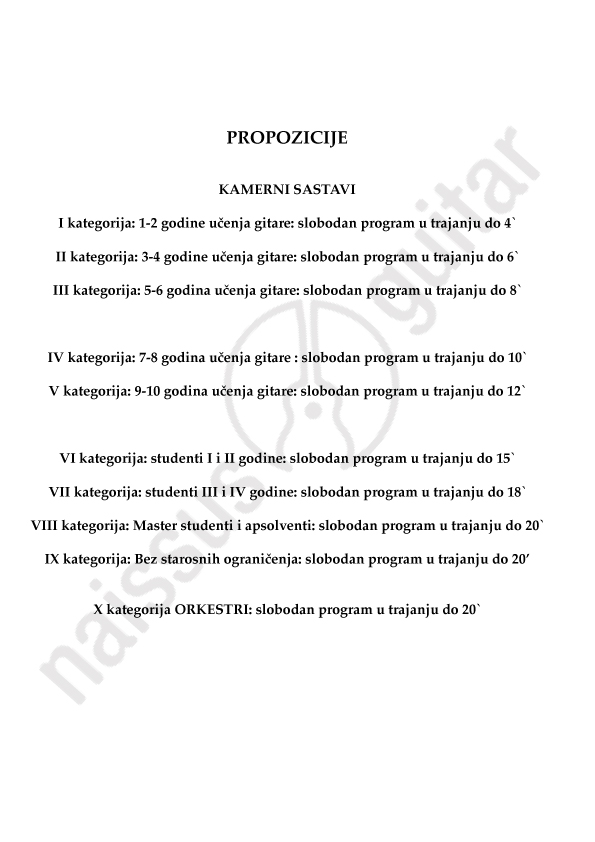 PROPOZICIJE
KAMERNI SASTAVI
I kategorija: 1-2 godine učenja gitare: slobodan program u trajanju do 4`
II kategorija: 3-4 godine učenja gitare: slobodan program u trajanju do 6`
III kategorija: 5-6 godina učenja gitare: slobodan program u trajanju do 8`
IV kategorija: 7-8 godina učenja gitare : slobodan program u trajanju do 10`
V kategorija: 9-10 godina učenja gitare: slobodan program u trajanju do 12`
VI kategorija: studenti I i II godine: slobodan program u trajanju do 15`
VII kategorija: studenti III i IV godine: slobodan program u trajanju do 18`
VIII kategorija: Master studenti i apsolventi: slobodan program u trajanju do 20`
IX kategorija: Bez starosnih ograničenja: slobodan program u trajanju do 20’
X kategorija ORKESTRI: slobodan program u trajanju do 20`
naissus guitar